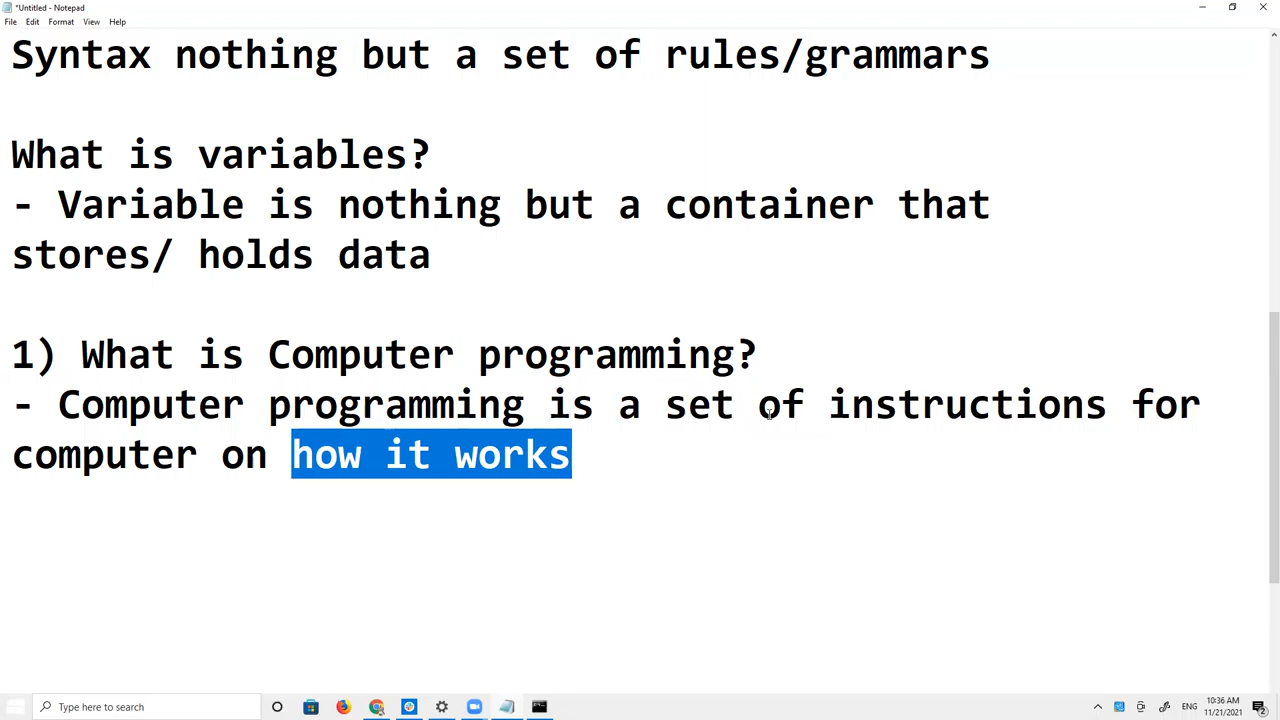 *Untitled - Notepad
File Edit Format View Help
Syntax nothing but a set of rules/grammars
What is variables?
- Variable is nothing but a container that
stores/ holds data
1) What is Computer programming?
- Computer programming is a set of instructions for
computer on how it works
Type here to search
ENG
10:36 AM
11/21/2021
2